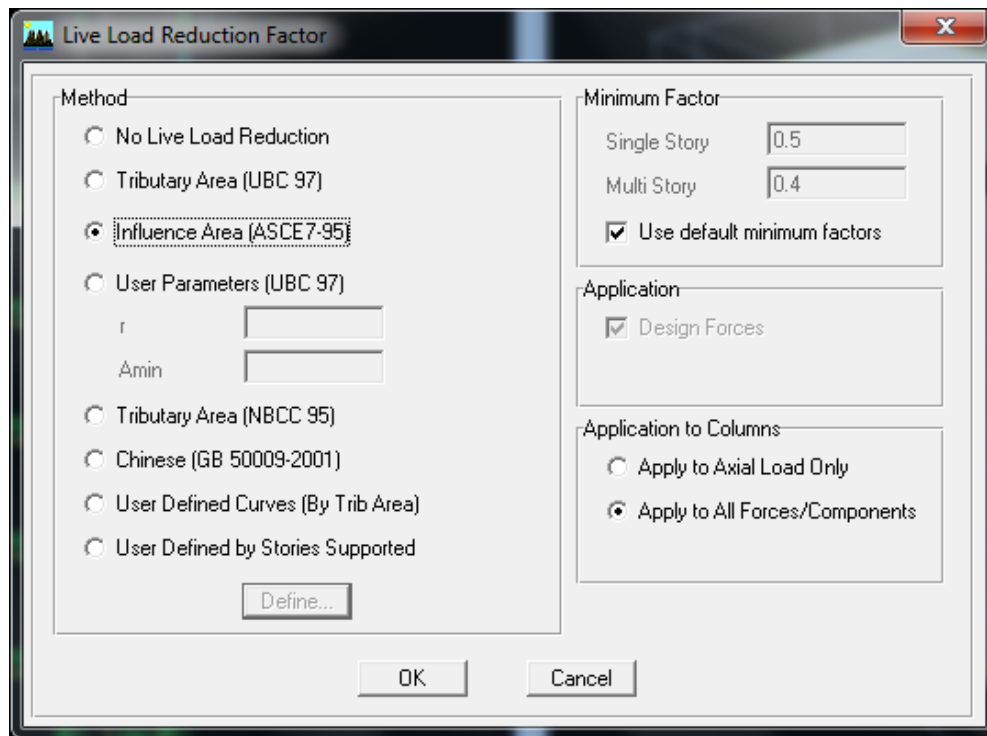 Live Load Reduction Factor
Method
No Live Load Reduction
Tributary Area (UBC 97)
Influence Area (ASCE7-95)
User Parameters (UBC 97)
r
Amin
Tributary Area (NBCC 95)
Chinese (GB 50009-2001)
User Defined Curves (By Trib Area)
User Defined by Stories Supported
Define...
Minimum Factor
Single Story 0.5
Multi Story 0.4
Use default minimum factors
Application
Design Forces
Application to Columns
Apply to Axial Load Only
Apply to All Forces/Components
OK Cancel